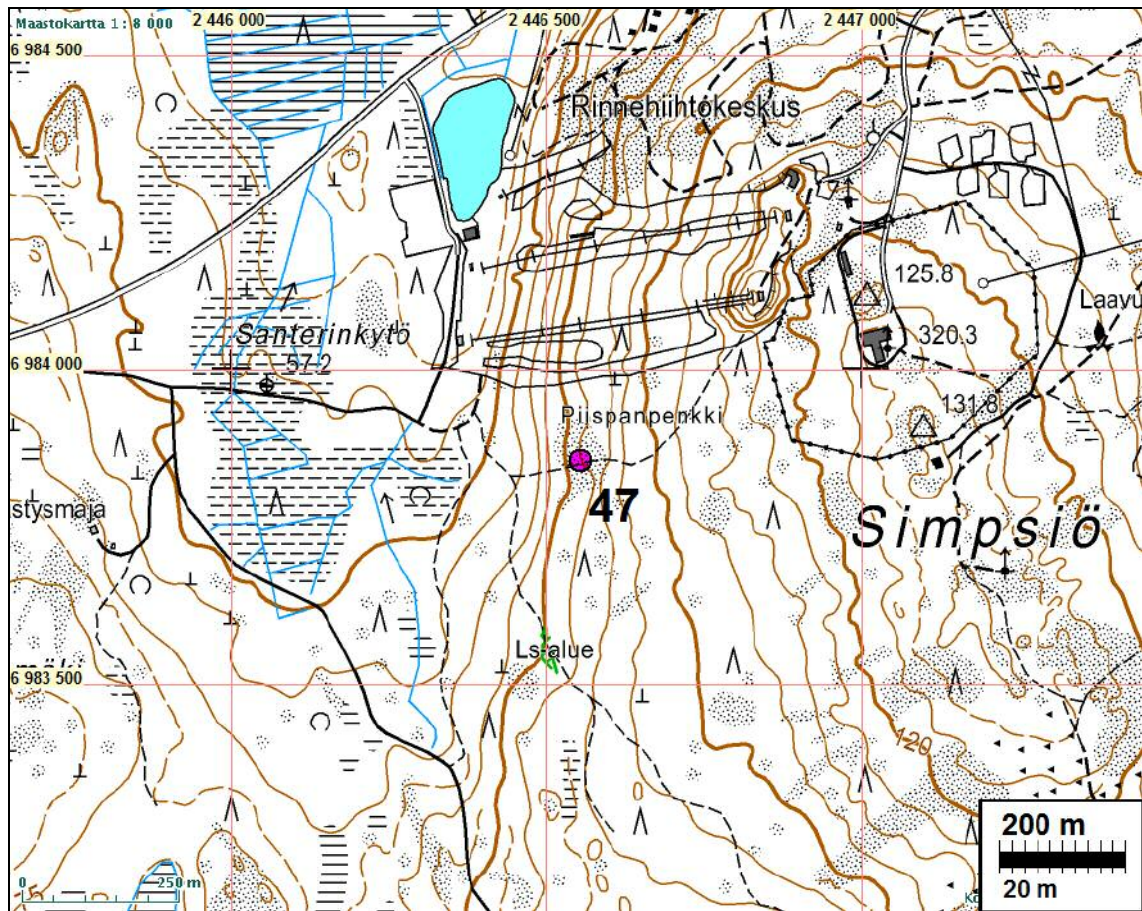 Maastokartta 1 : 8 000
2 446 000
2 446 500
2 447 000
6 984 500
Rinnehiihtokeskus
125.8
Laavu
Santerinkytö
57.2
320.3
6 984 000
131.8
Piispanpenkki
47
stysmaja
Simpsiö
Ls-alue
mäki
6 983 500
120
200 m
20 m
0
250 m